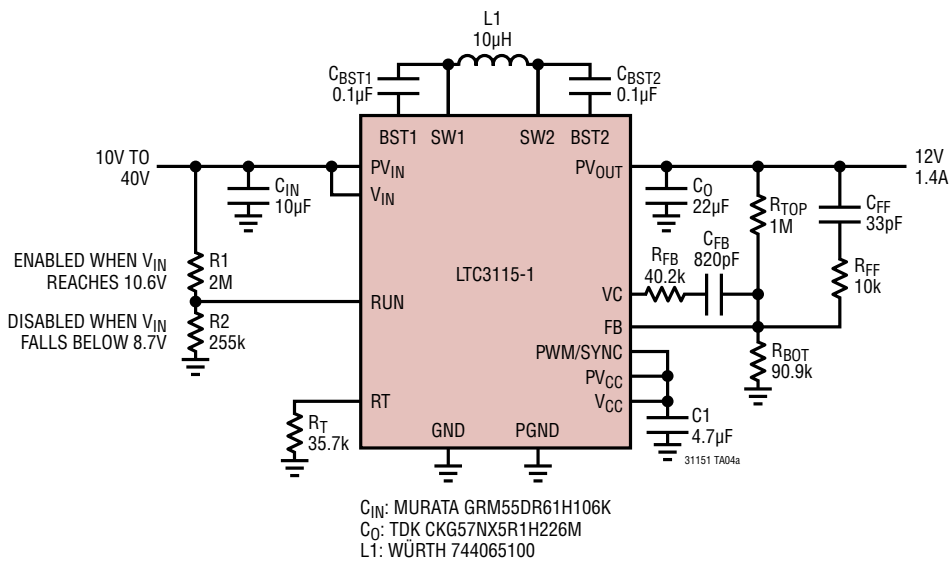 L1
10µH
CBST1
0.1µF
CBST2
0.1µF
BST1 SW1 SW2 BST2
10V TO
40V
PVIN
VIN
CIN
10µF
PVOUT
12V
1.4A
CO
22µF
RTOP
1M
CFF
33pF
RFB
40.2k
CFB
820pF
RFF
10k
ENABLED WHEN VIN
REACHES 10.6V
R1
2M
LTC3115-1
RUN
VC
FB
DISABLED WHEN VIN
FALLS BELOW 8.7V
R2
255k
PWM/SYNC
PVCC
VCC
RBOT
90.9k
RT
RT
35.7k
GND PGND
C1
4.7µF
31151 TA04a
CIN: MURATA GRM55DR61H106K
CO: TDK CKG57NX5R1H226M
L1: WÜRTH 744065100